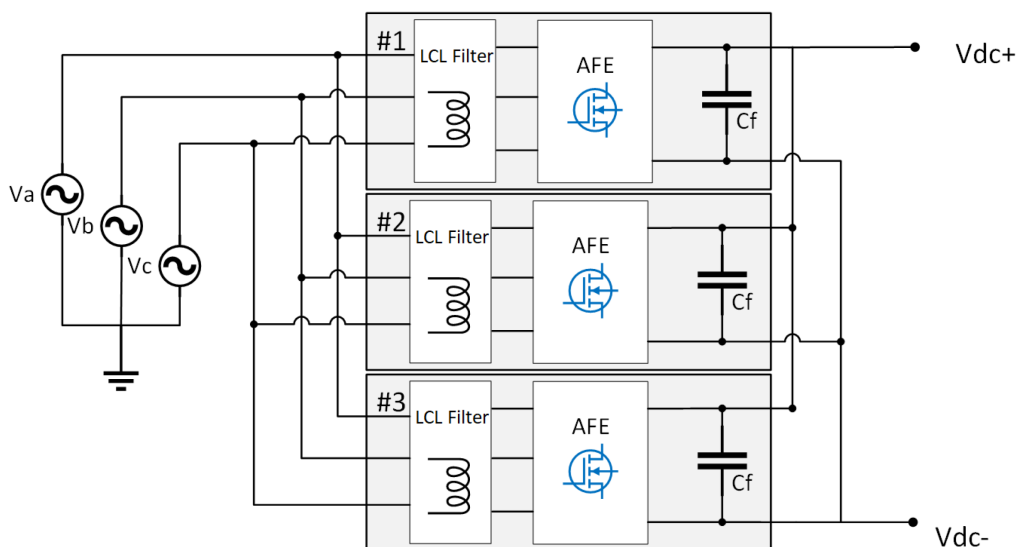 #1
LCL Filter
AFE
Cf
Vdc+
Va
Vb
Vc
#2
LCL Filter
AFE
Cf
#3
LCL Filter
AFE
Cf
Vdc-